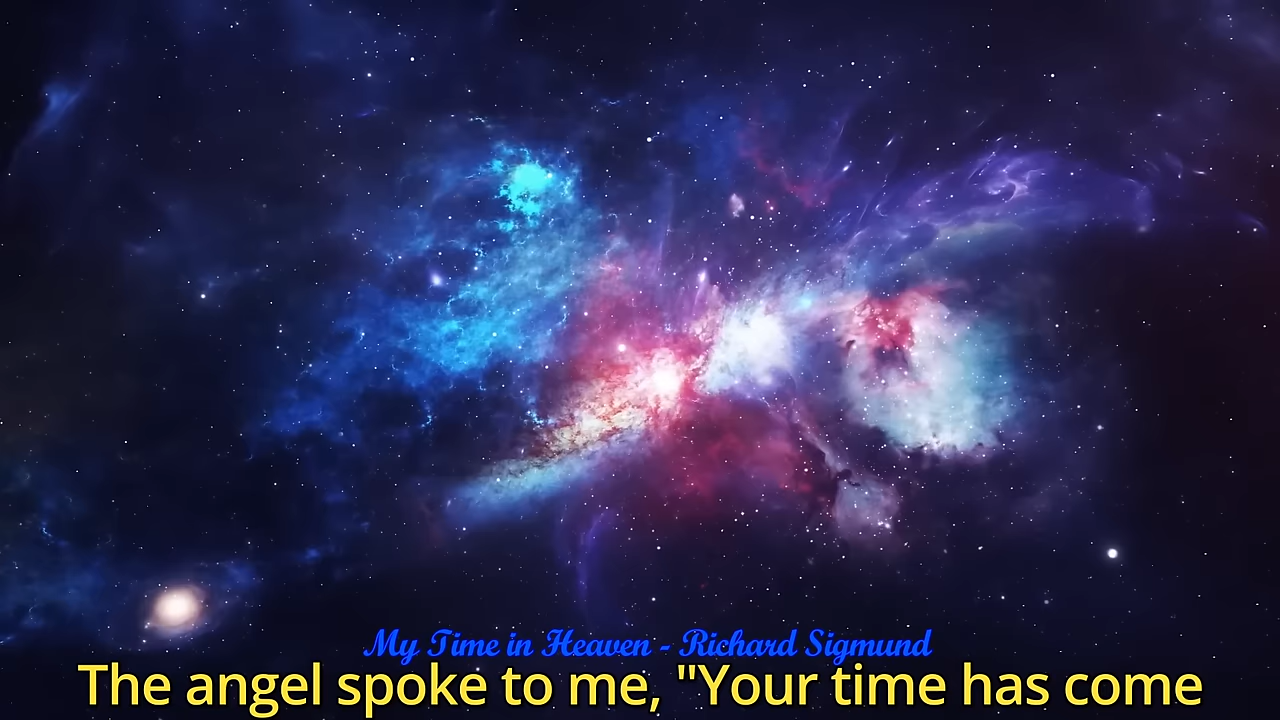 My Time in Heaven - Richard Sigmund
The angel spoke to me, "Your time has come